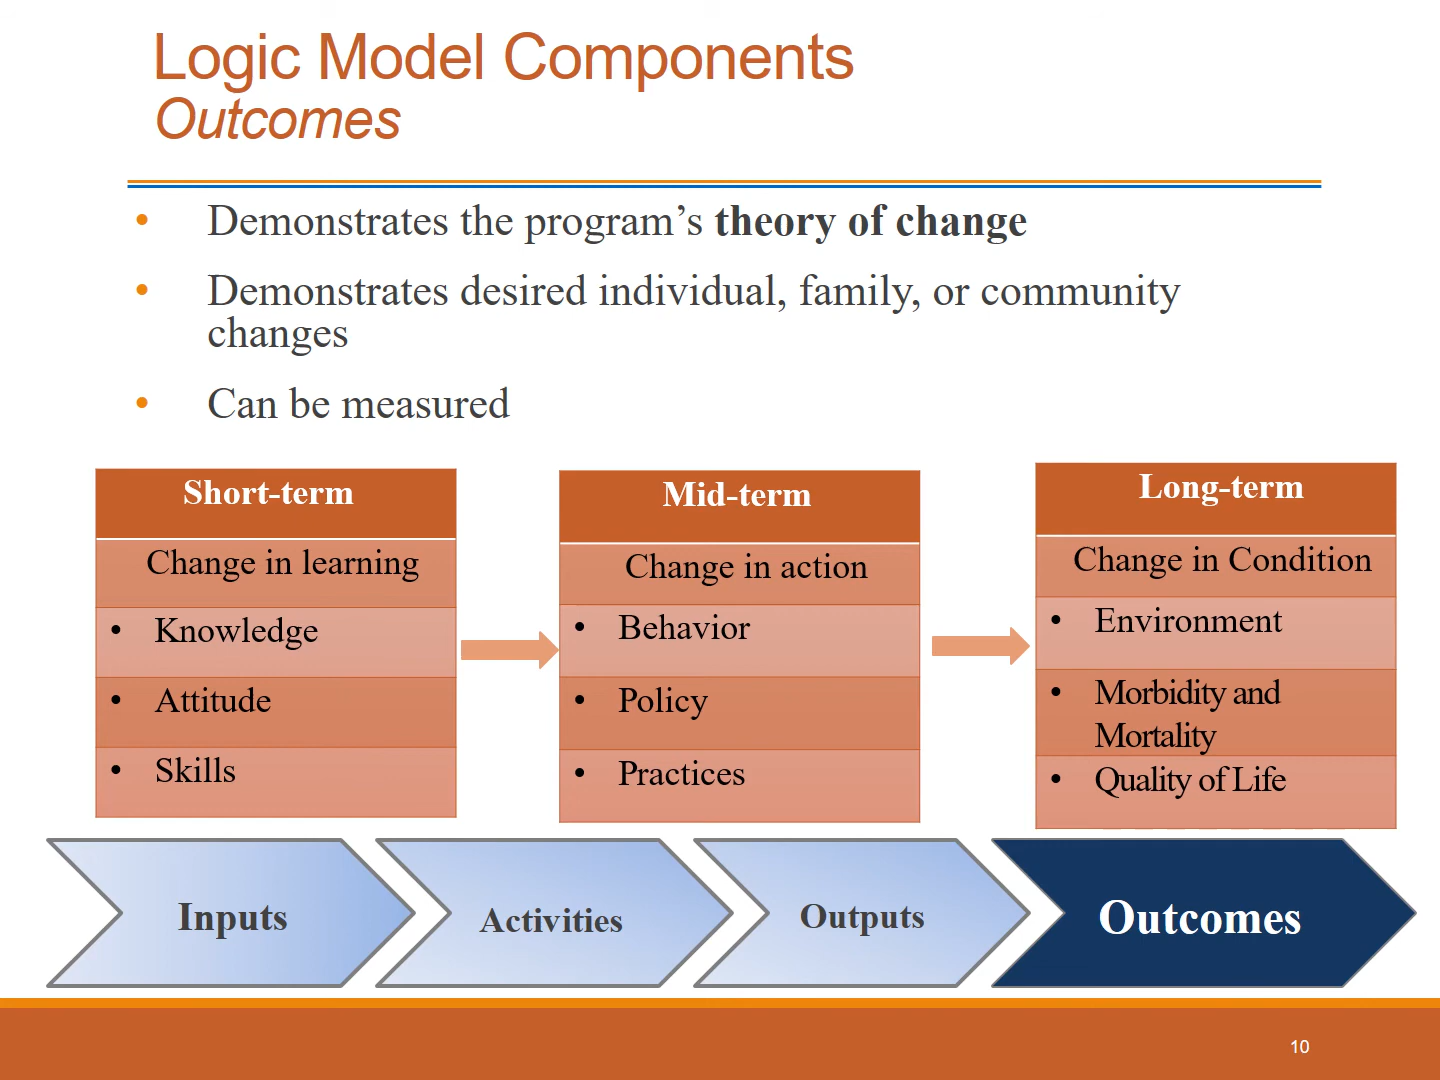 Logic Model Components
Outcomes
• Demonstrates the program’s theory of change
• Demonstrates desired individual, family, or community
changes
• Can be measured
Short-term
Change in learning
• Knowledge
• Attitude
• Skills
Mid-term
Change in action
• Behavior
• Policy
• Practices
Long-term
Change in Condition
• Environment
• Morbidity and
Mortality
• Quality of Life
Inputs
Activities
Outputs
Outcomes
10